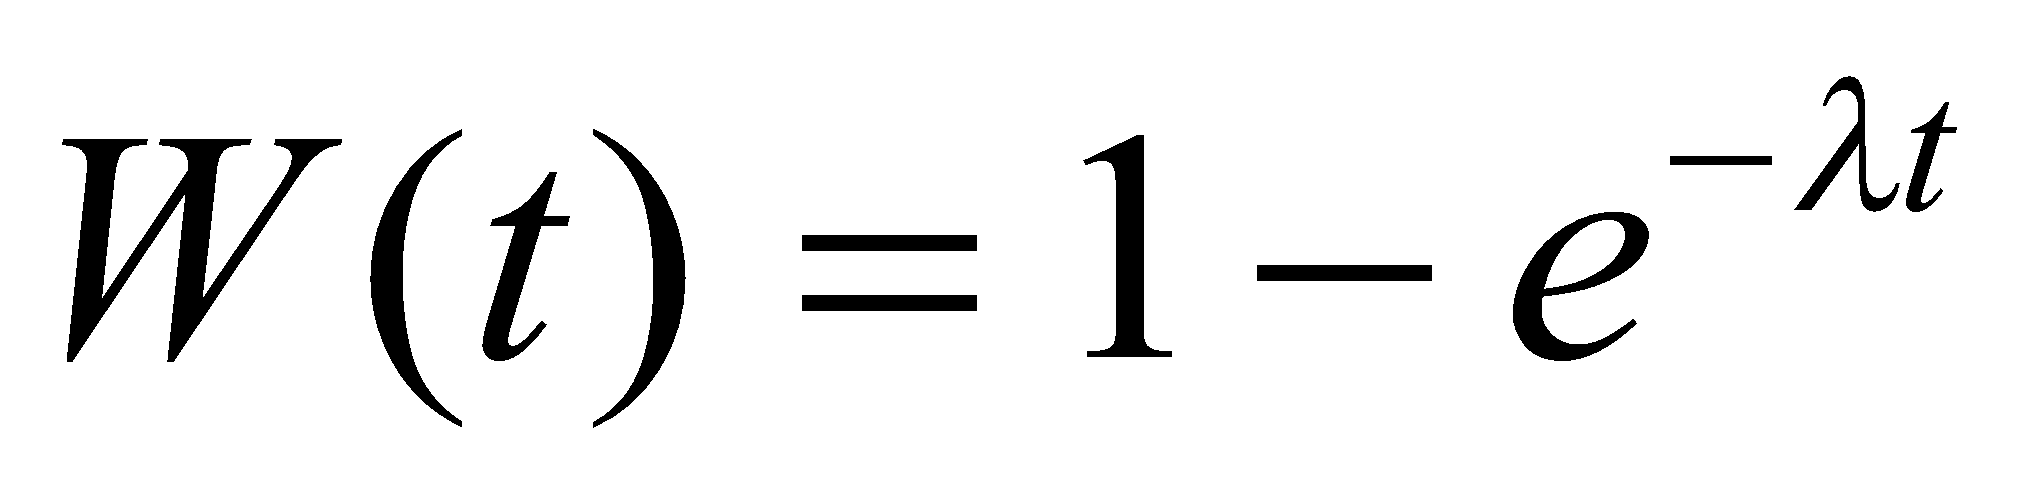 W(t) = 1 − e^{−λt}